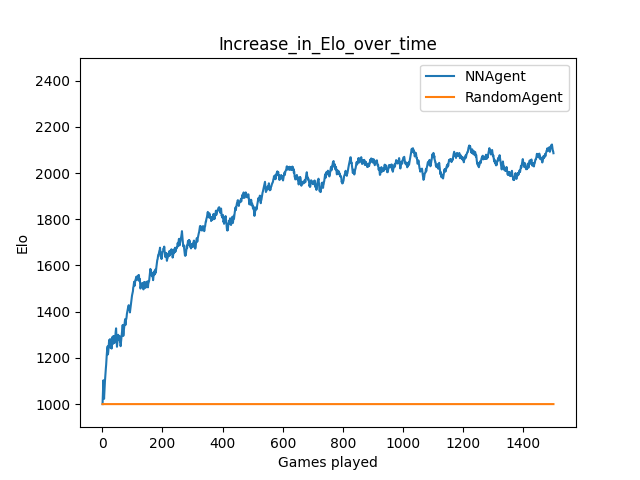 Increase_in_Elo_over_time
NNAgent
RandomAgent
2400
2200
2000
1800
1600
1400
1200
1000
Elo
0 200 400 600 800 1000 1200 1400
Games played